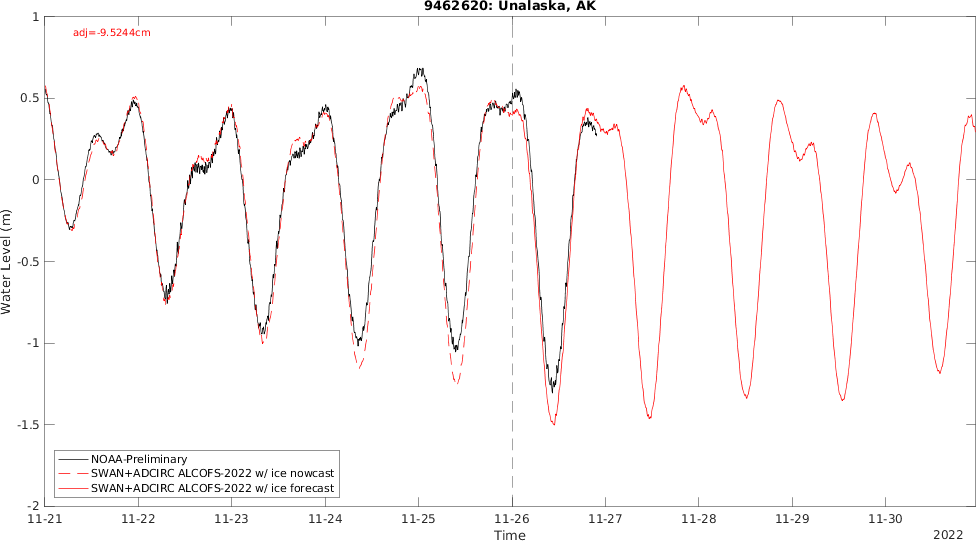 9462620: Unalaska, AK
adj=-9.5244cm
1
0.5
0
-0.5
-1
-1.5
-2
Water Level (m)
NOAA-Preliminary
SWAN+ADCIRC ALCOFS-2022 w/ ice nowcast
SWAN+ADCIRC ALCOFS-2022 w/ ice forecast
11-21 11-22 11-23 11-24 11-25 11-26 11-27 11-28 11-29 11-30
Time
2022